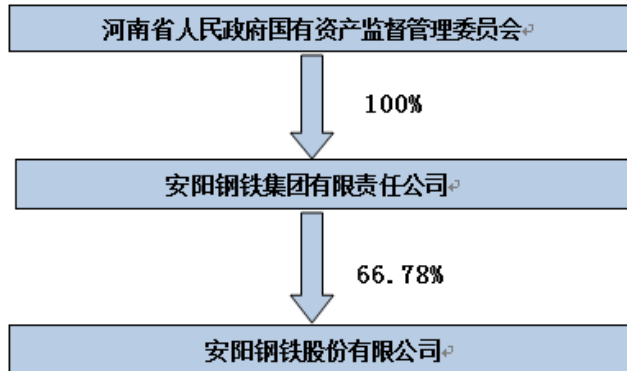 河南省人民政府国有资产监督管理委员会
100%
安阳钢铁集团有限责任公司
66.78%
安阳钢铁股份有限公司